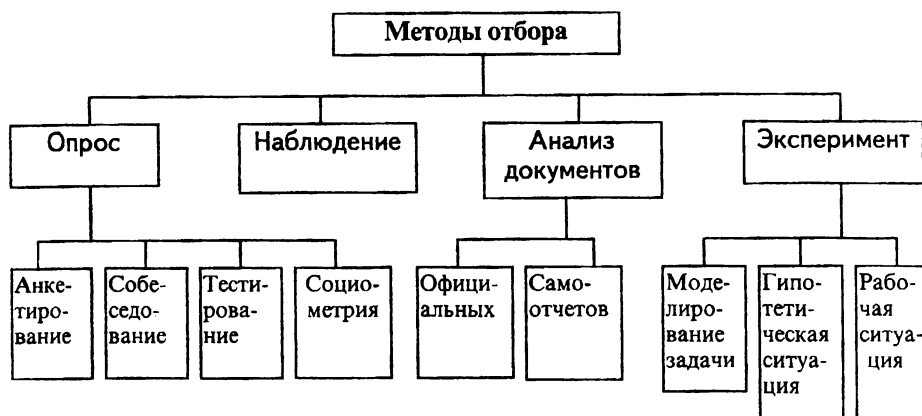 Методы отбора
Опрос
Наблюдение
Анализ
документов
Эксперимент
Анке-
тиро-
вание
Собе-
седо-
вание
Тести-
рова-
ние
Социо-
метрия
Офици-
альных
Само-
отчетов
Моде-
лиро-
вание
задачи
Гипо-
тети-
ческая
ситуа-
ция
Рабо-
чая
ситуа-
ция